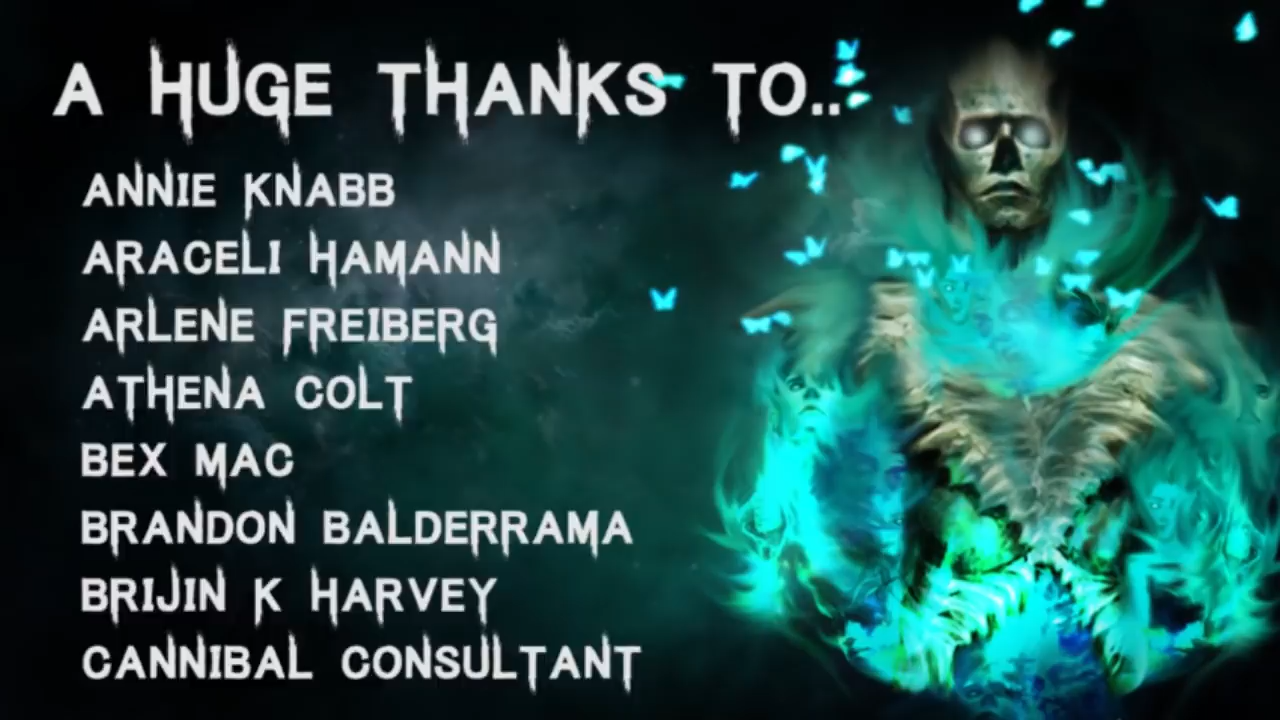 A HUGE THANKS TO..
ANNIE KNABB
ARACELI HAMANN
ARLENE FREIBERG
ATHENA COLT
BEX MAC
BRANDON BALDERRAMA
BRIJIN K HARVEY
CANNIBAL CONSULTANT